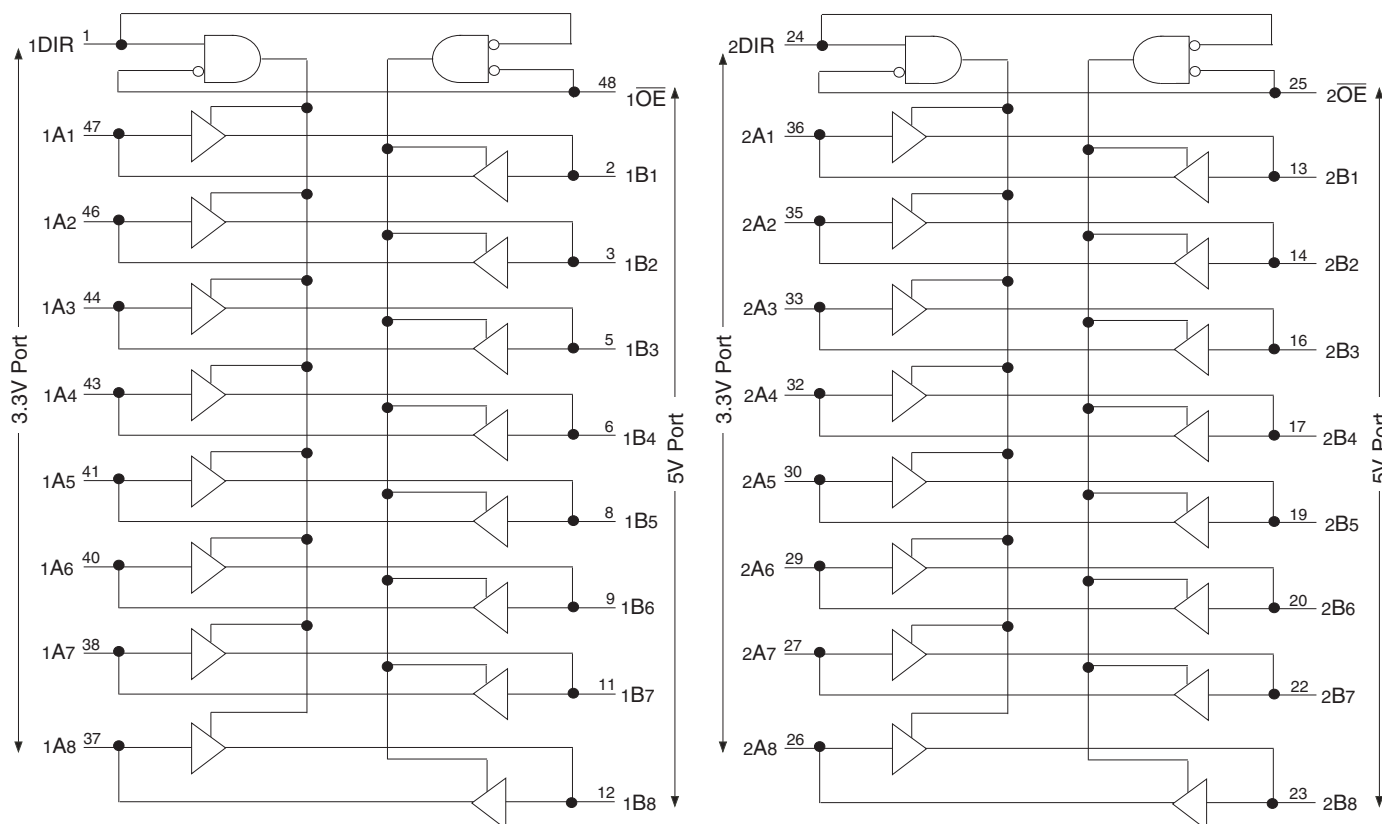 1DIR 1
48 1OE
1A1 47
2 1B1
1A2 46
3 1B2
1A3 44
5 1B3
1A4 43
6 1B4
1A5 41
8 1B5
1A6 40
9 1B6
1A7 38
11 1B7
1A8 37
12 1B8
3.3V Port
5V Port
2DIR 24
25 2OE
2A1 36
13 2B1
2A2 35
14 2B2
2A3 33
16 2B3
2A4 32
17 2B4
2A5 30
19 2B5
2A6 29
20 2B6
2A7 27
22 2B7
2A8 26
23 2B8
3.3V Port
5V Port